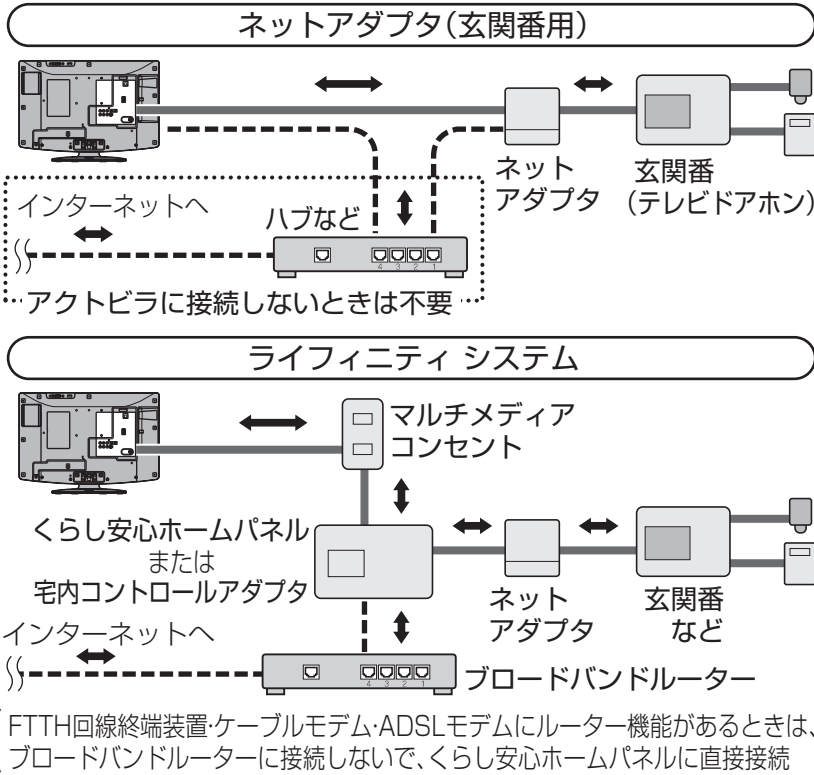 ネットアダプタ(玄関番用)
ネット
アダプタ
玄関番
(テレビドアホン)
インターネットへ
ハブなど
4 3 2 1
アクトビラに接続しないときは不要
ライフィニティ システム
マルチメディア
コンセント
くらし安心ホームパネル
または
宅内コントロールアダプタ
ネット
アダプタ
玄関番
など
インターネットへ
4 3 2 1
ブロードバンドルーター
FTTH回線終端装置・ケーブルモデム・ADSLモデムにルーター機能があるときは、
ブロードバンドルーターに接続しないで、くらし安心ホームパネルに直接接続